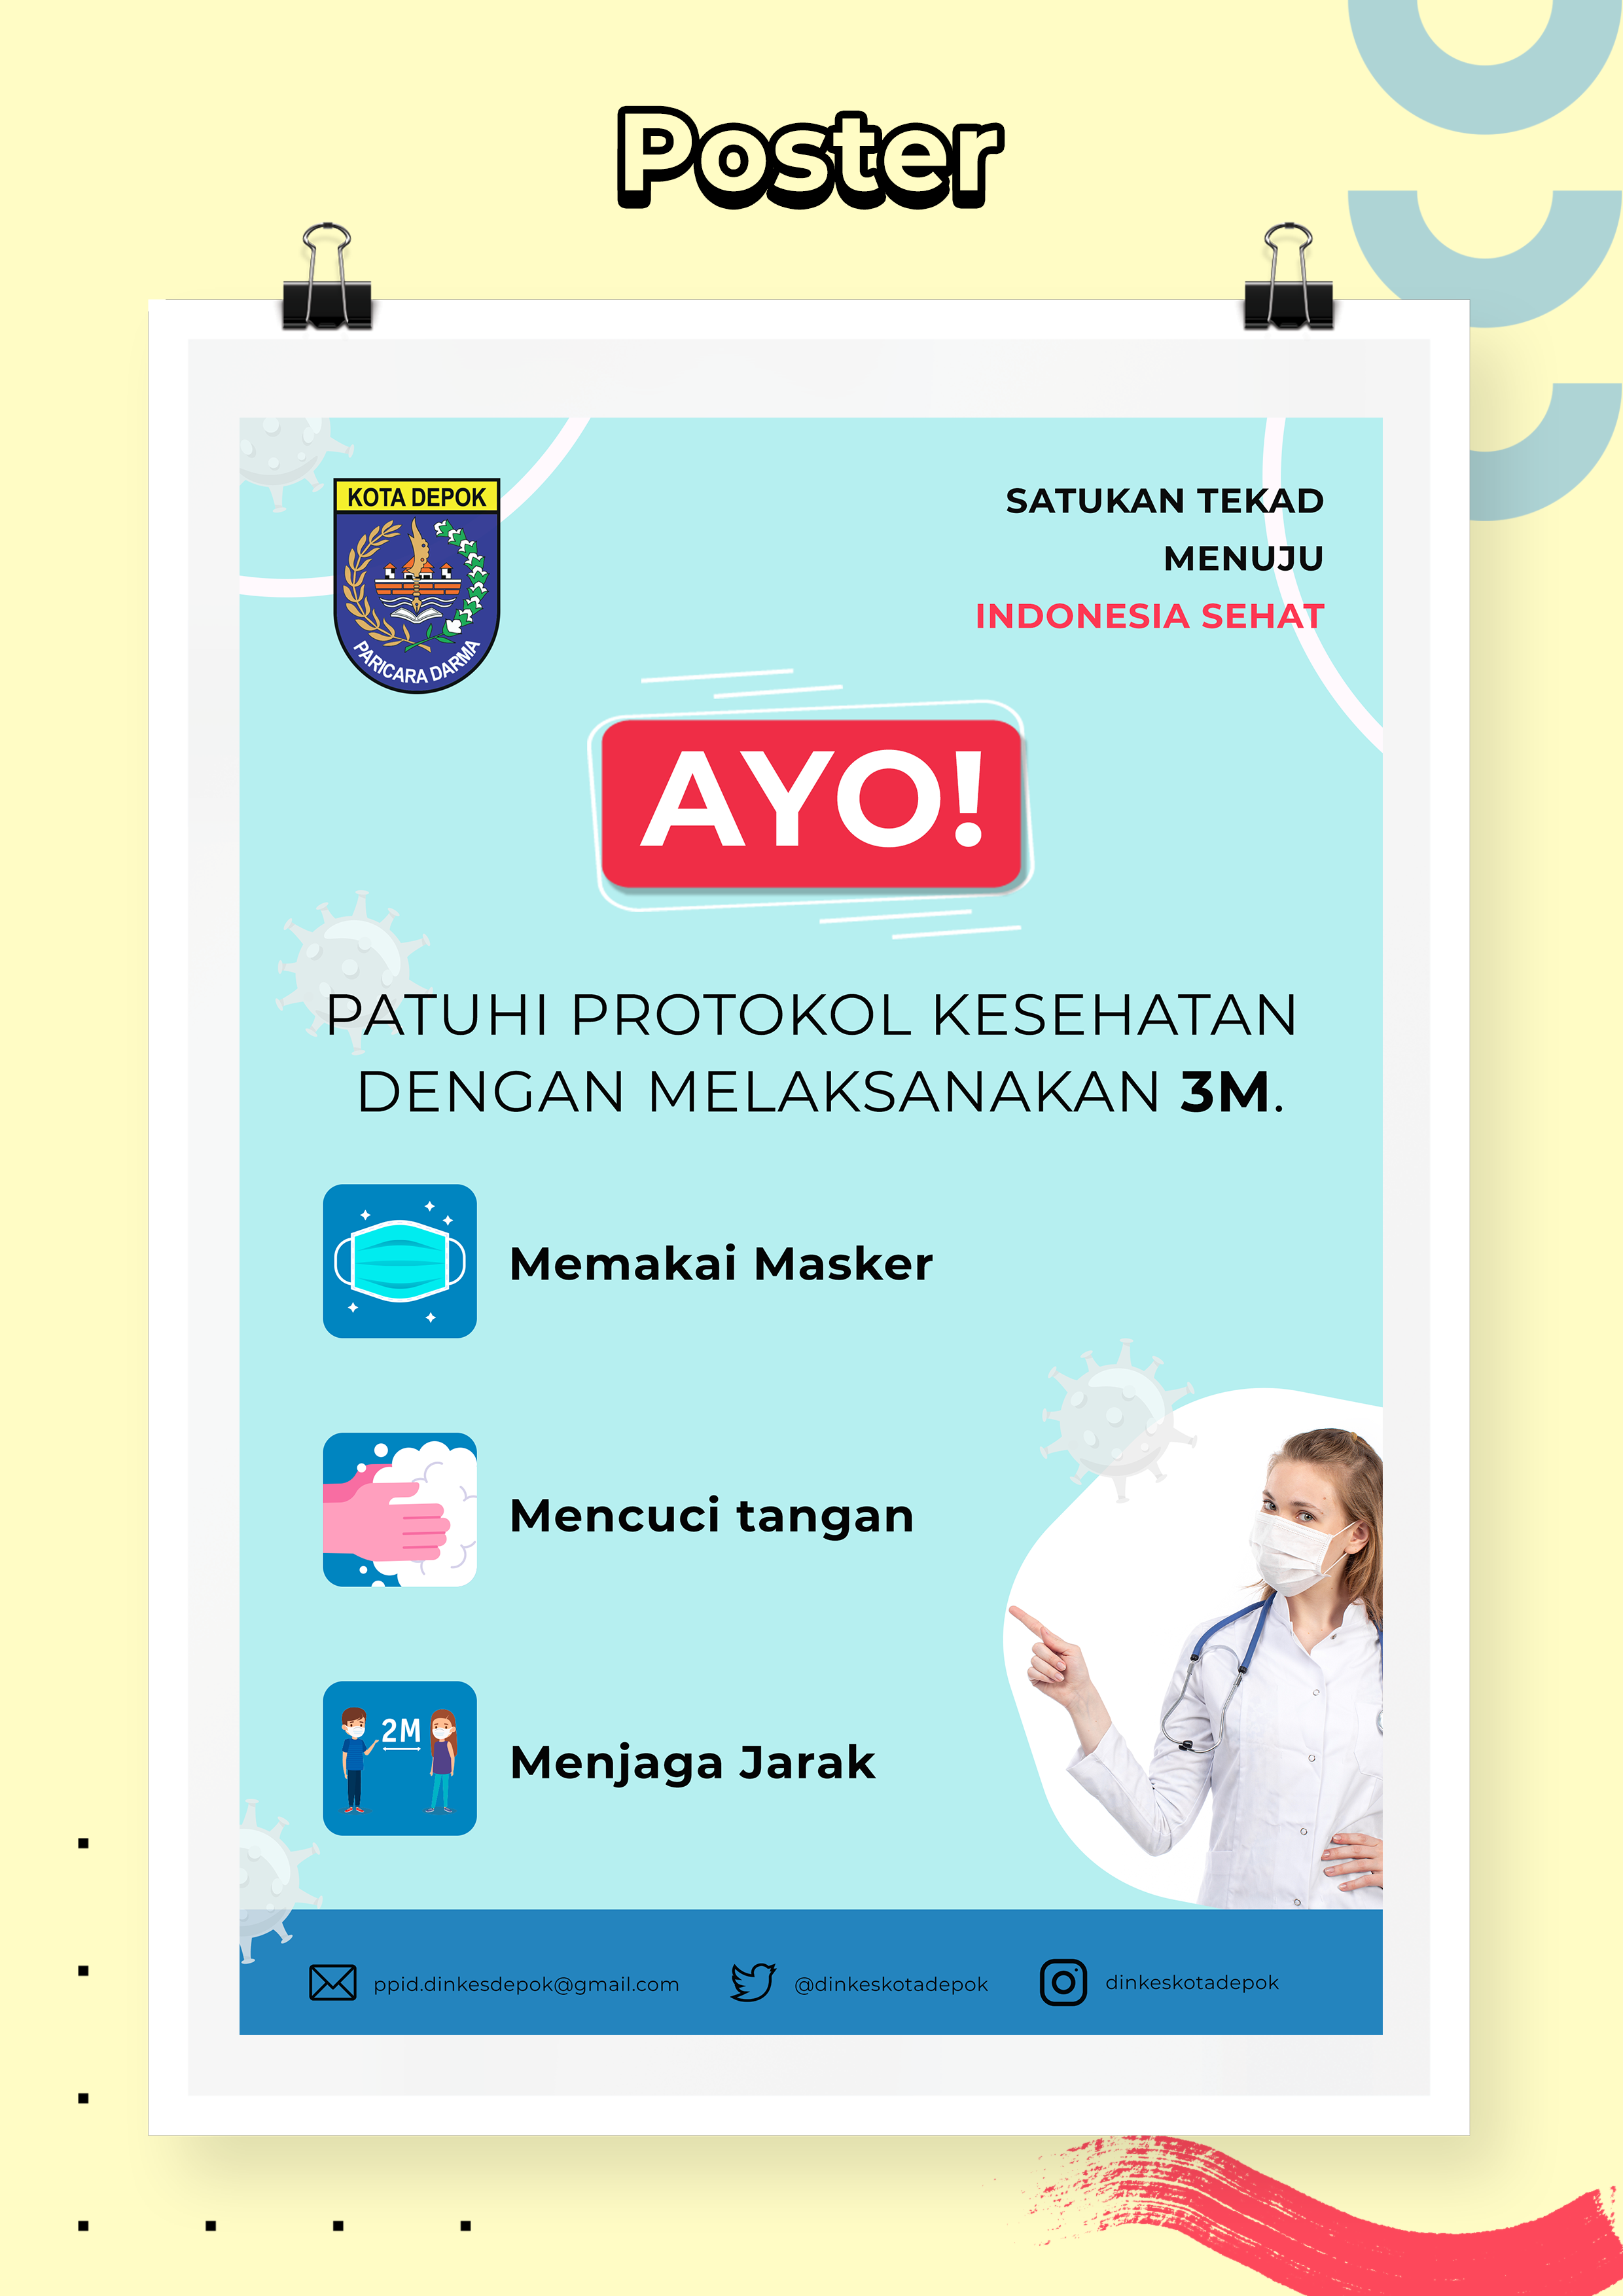 Poster
KOTA DEPOK
PARICARA DARMA
SATUKAN TEKAD
MENUJU
INDONESIA SEHAT
AYO!
PATUHI PROTOKOL KESEHATAN
DENGAN MELAKSANAKAN 3M.
Memakai Masker
Mencuci tangan
2M
Menjaga Jarak
ppid.dinkesdepok@gmail.com
@dinkeskotadepok
dinkeskotadepok